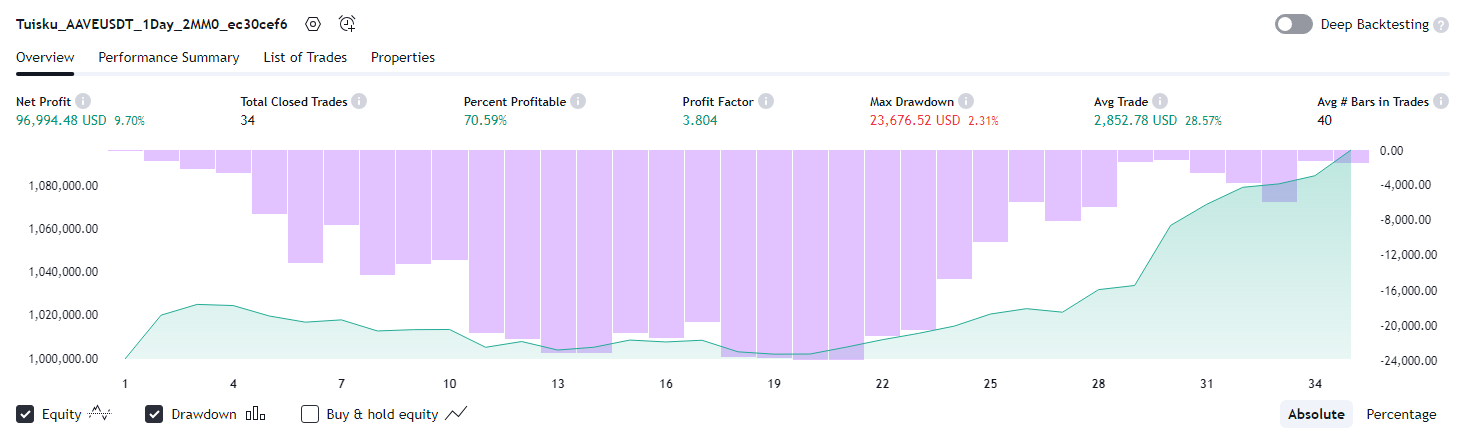 Tuisku_AAVEUSDT_1Day_2MM0_ec30cef6 Deep Backtesting
Overview Performance Summary List of Trades Properties
Net Profit Total Closed Trades Percent Profitable Profit Factor Max Drawdown Avg Trade Avg # Bars in Trades
96,994.48 USD 9.70% 34 70.59% 3.804 23,676.52 USD 2.31% 2,852.78 USD 28.57% 40
0.00
1,080,000.00 -4,000.00
-8,000.00
1,060,000.00
-12,000.00
1,040,000.00
-16,000.00
1,020,000.00
-20,000.00
1,000,000.00 -24,000.00
1 4 7 10 13 16 19 22 25 28 31 34
Equity Drawdown Buy & hold equity Absolute Percentage